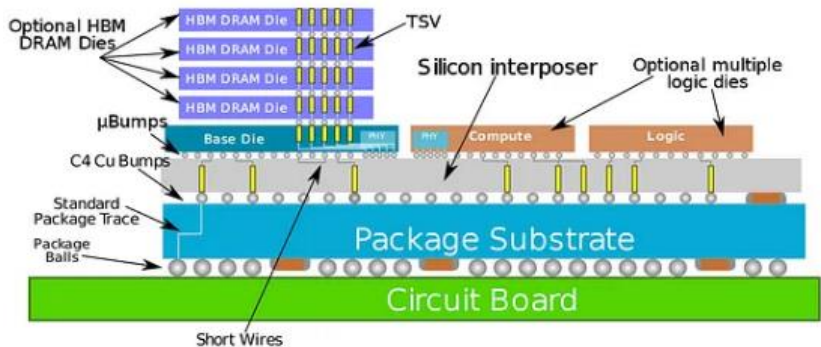 Optional HBM
DRAM Dies
HBM DRAM Die
HBM DRAM Die
HBM DRAM Die
HBM DRAM Die
TSV
Silicon interposer
Optional multiple
logic dies
µBumps
Base Die
PHY
PHY
Compute
Logic
C4 Cu Bumps
Standard
Package Trace
Package Substrate
Package
Balls
Circuit Board
Short Wires